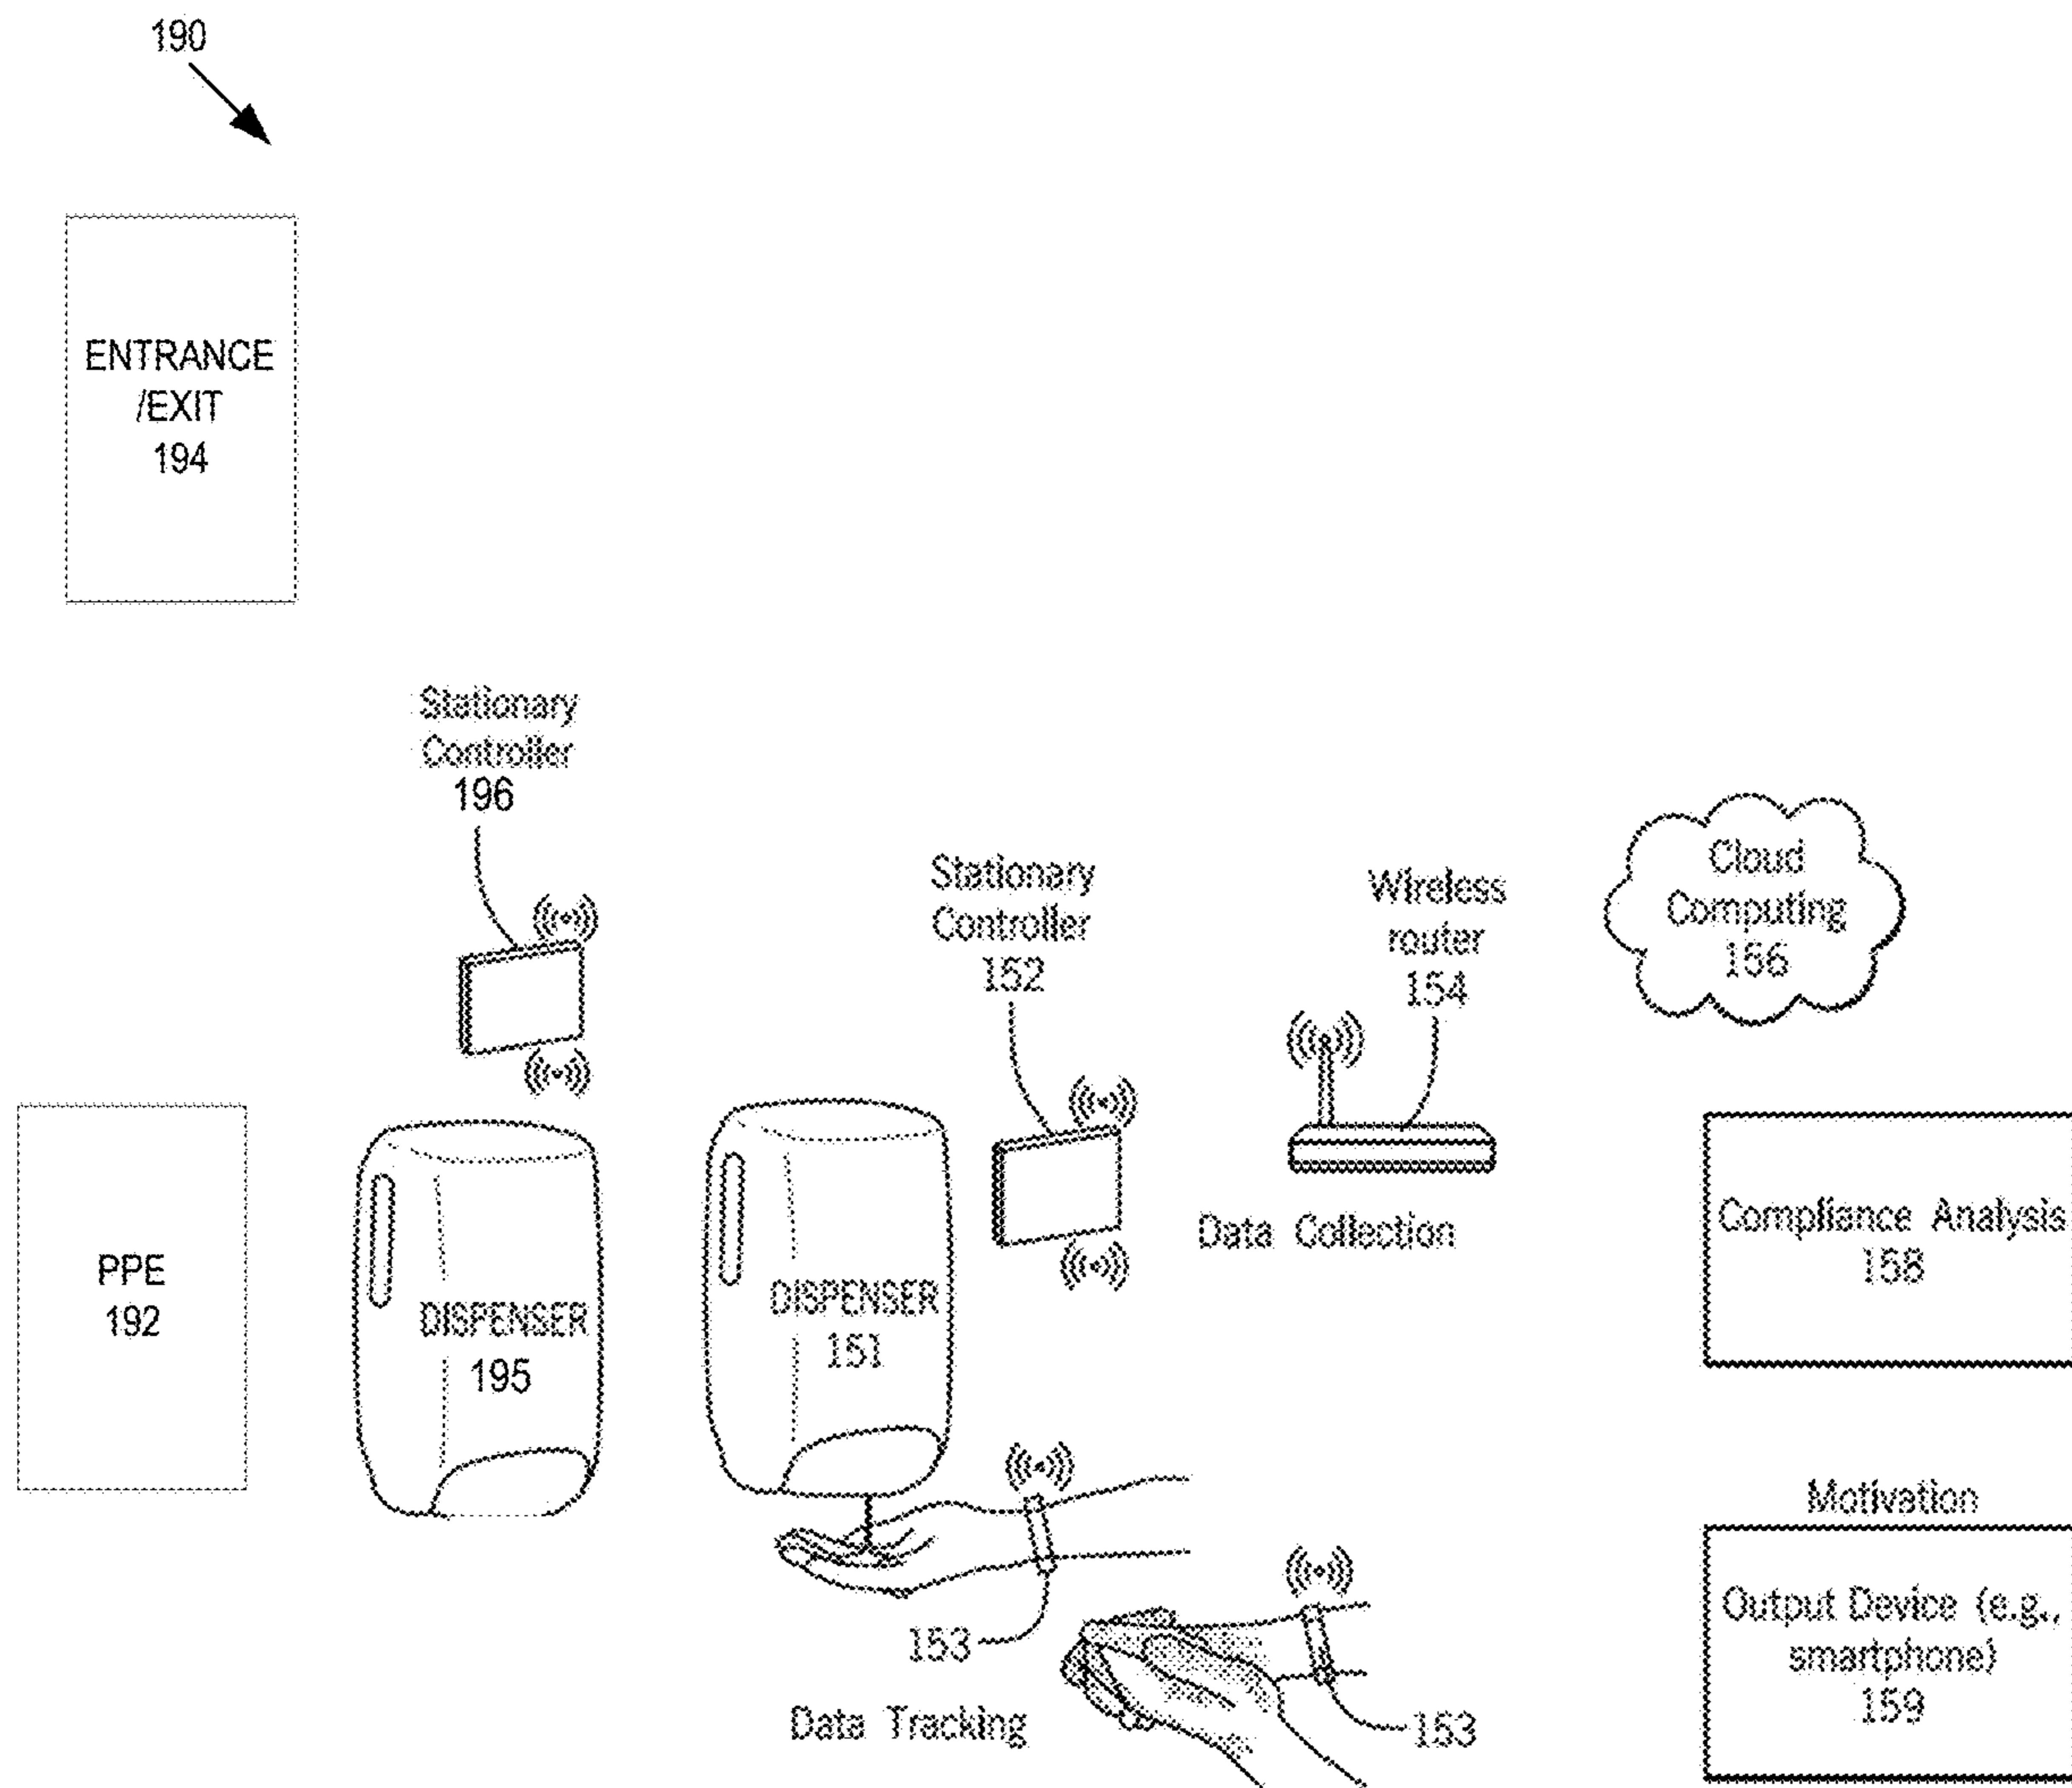 190
ENTRANCE
/EXIT
194
Stationary
Controller
196
Stationary
Controller
152
Wireless
router
154
Cloud
Computing
156
PPE
192
DISPENSER
195
DISPENSER
151
Data Collection
Compliance Analysis
158
Motivation
Output Device (e.g.,
smartphone)
159
153
Data Tracking
153